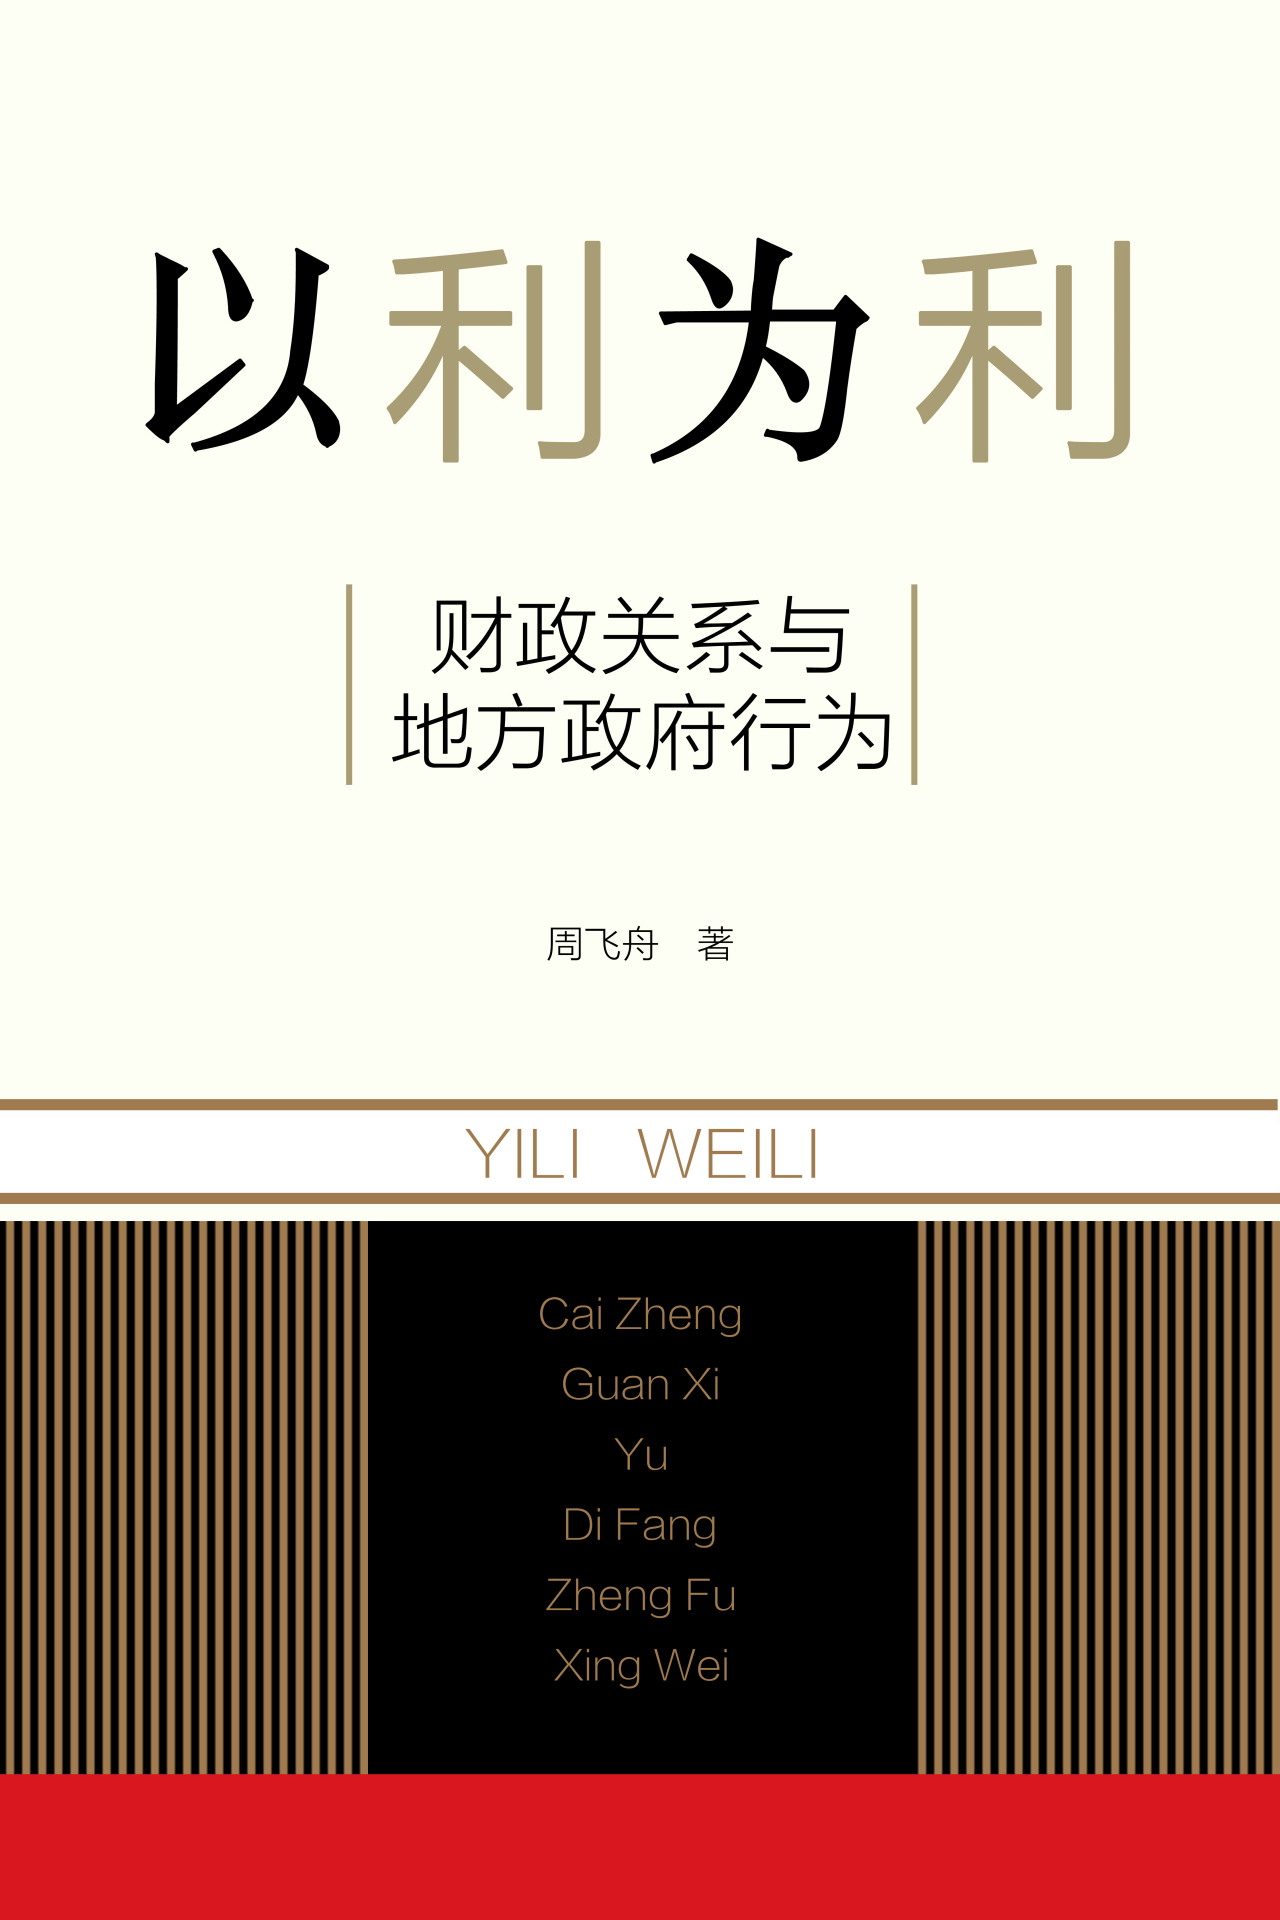 以利为利
财政关系与
地方政府行为
周飞舟 著
YILI WEILI
Cai Zheng
Guan Xi
Yu
Di Fang
Zheng Fu
Xing Wei